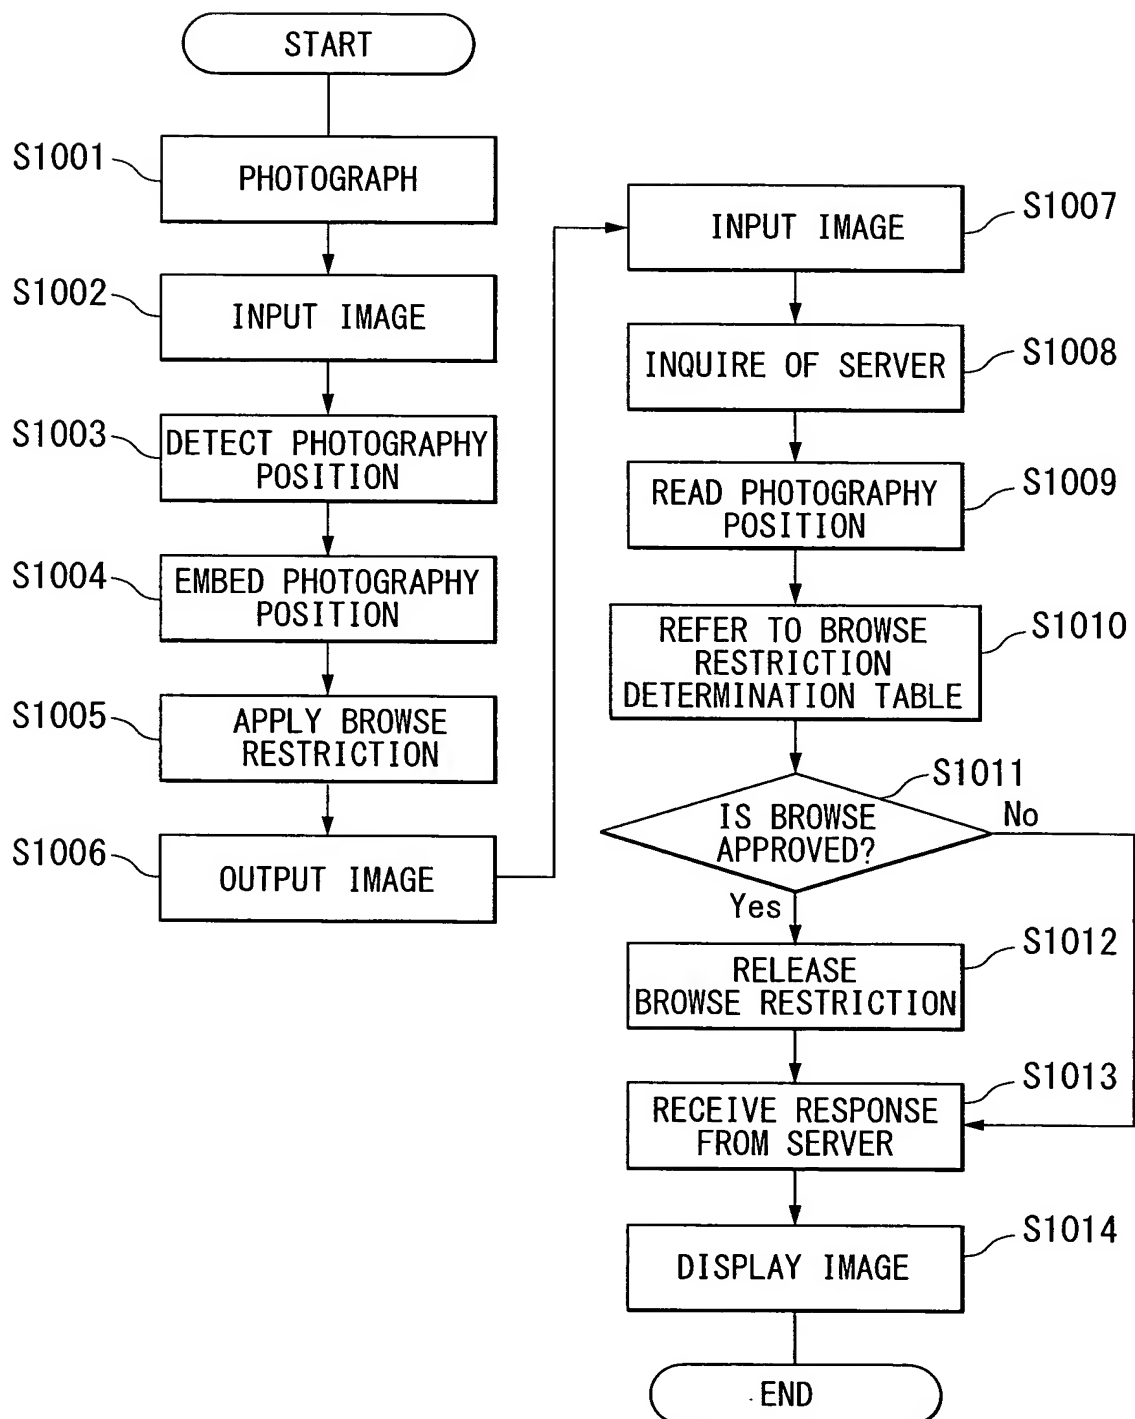 START
S1001
PHOTOGRAPH
S1002
INPUT IMAGE
S1003
DETECT PHOTOGRAPHY
POSITION
S1004
EMBED PHOTOGRAPHY
POSITION
S1005
APPLY BROWSE
RESTRICTION
S1006
OUTPUT IMAGE
S1007
INPUT IMAGE
S1008
INQUIRE OF SERVER
S1009
READ PHOTOGRAPHY
POSITION
S1010
REFER TO BROWSE
RESTRICTION
DETERMINATION TABLE
S1011
IS BROWSE
APPROVED?
No
Yes
S1012
RELEASE
BROWSE RESTRICTION
S1013
RECEIVE RESPONSE
FROM SERVER
S1014
DISPLAY IMAGE
END